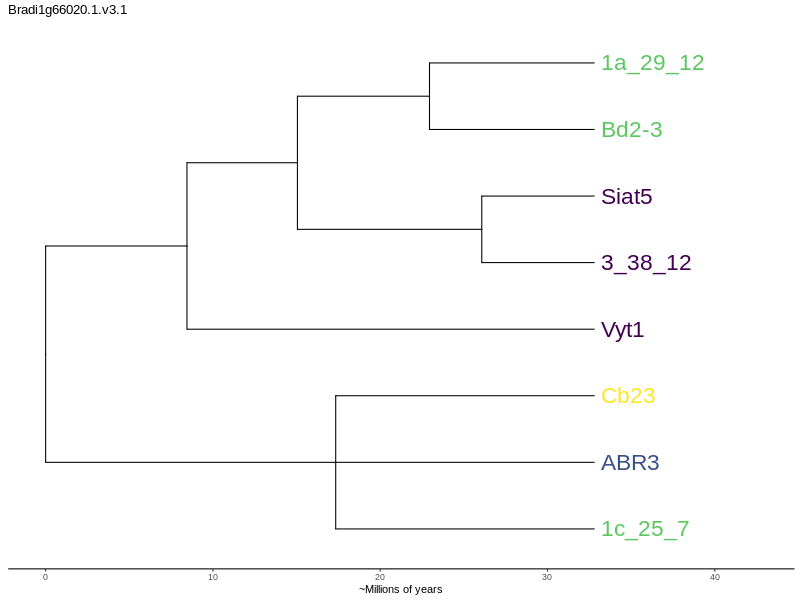 Bradi1g66020.1.v3.1
1a_29_12
Bd2-3
Siat5
3_38_12
Vyt1
Cb23
ABR3
1c_25_7
0 10 20 30 40
~Millions of years